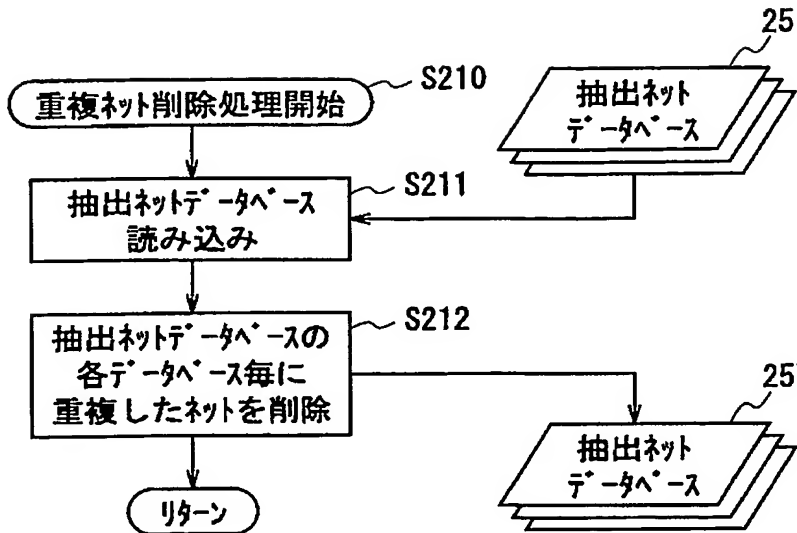 S210
重複ネット削除処理開始
25
抽出ネット
データベース
S211
抽出ネットデータベース
読み込み
S212
抽出ネットデータベースの
各データベース毎に
重複したネットを削除
25
抽出ネット
データベース
リターン